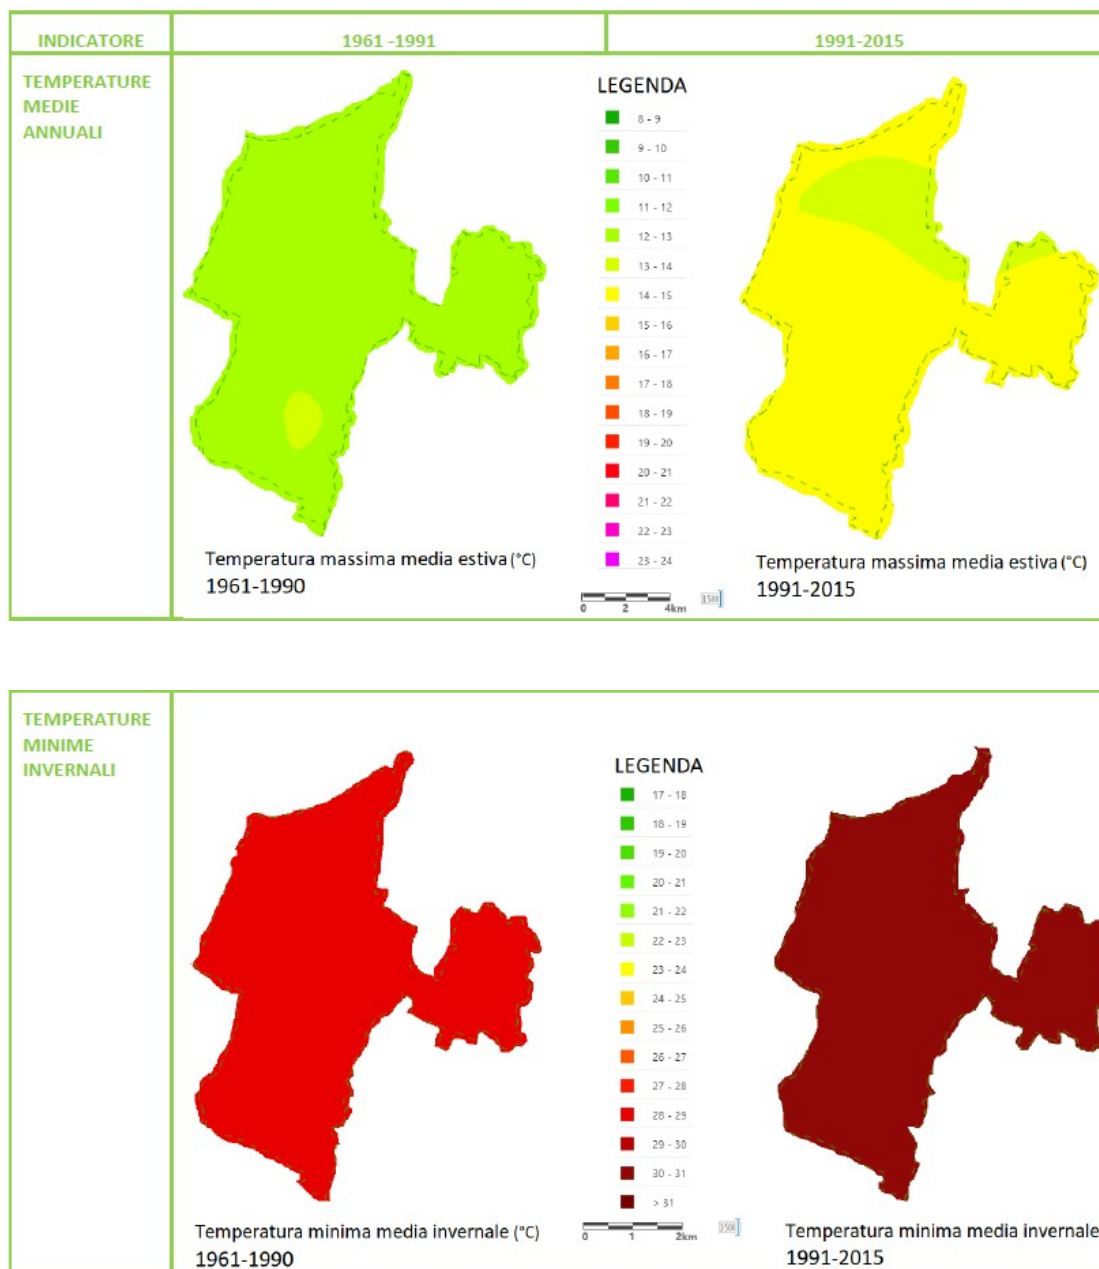 INDICATORE
1961 -1991
1991-2015
TEMPERATURE
MEDIE
ANNUALI
LEGENDA
8 - 9
9 - 10
10 - 11
11 - 12
12 - 13
13 - 14
14 - 15
15 - 16
16 - 17
17 - 18
18 - 19
19 - 20
20 - 21
21 - 22
22 - 23
23 - 24
Temperatura massima media estiva (°C)
1961-1990
0 2 4km
Temperatura massima media estiva (°C)
1991-2015
TEMPERATURE
MINIME
INVERNALI
LEGENDA
17 - 18
18 - 19
19 - 20
20 - 21
21 - 22
22 - 23
23 - 24
24 - 25
25 - 26
26 - 27
27 - 28
28 - 29
29 - 30
30 - 31
> 31
Temperatura minima media invernale (°C)
1961-1990
0 1 2km
Temperatura minima media invernale
1991-2015